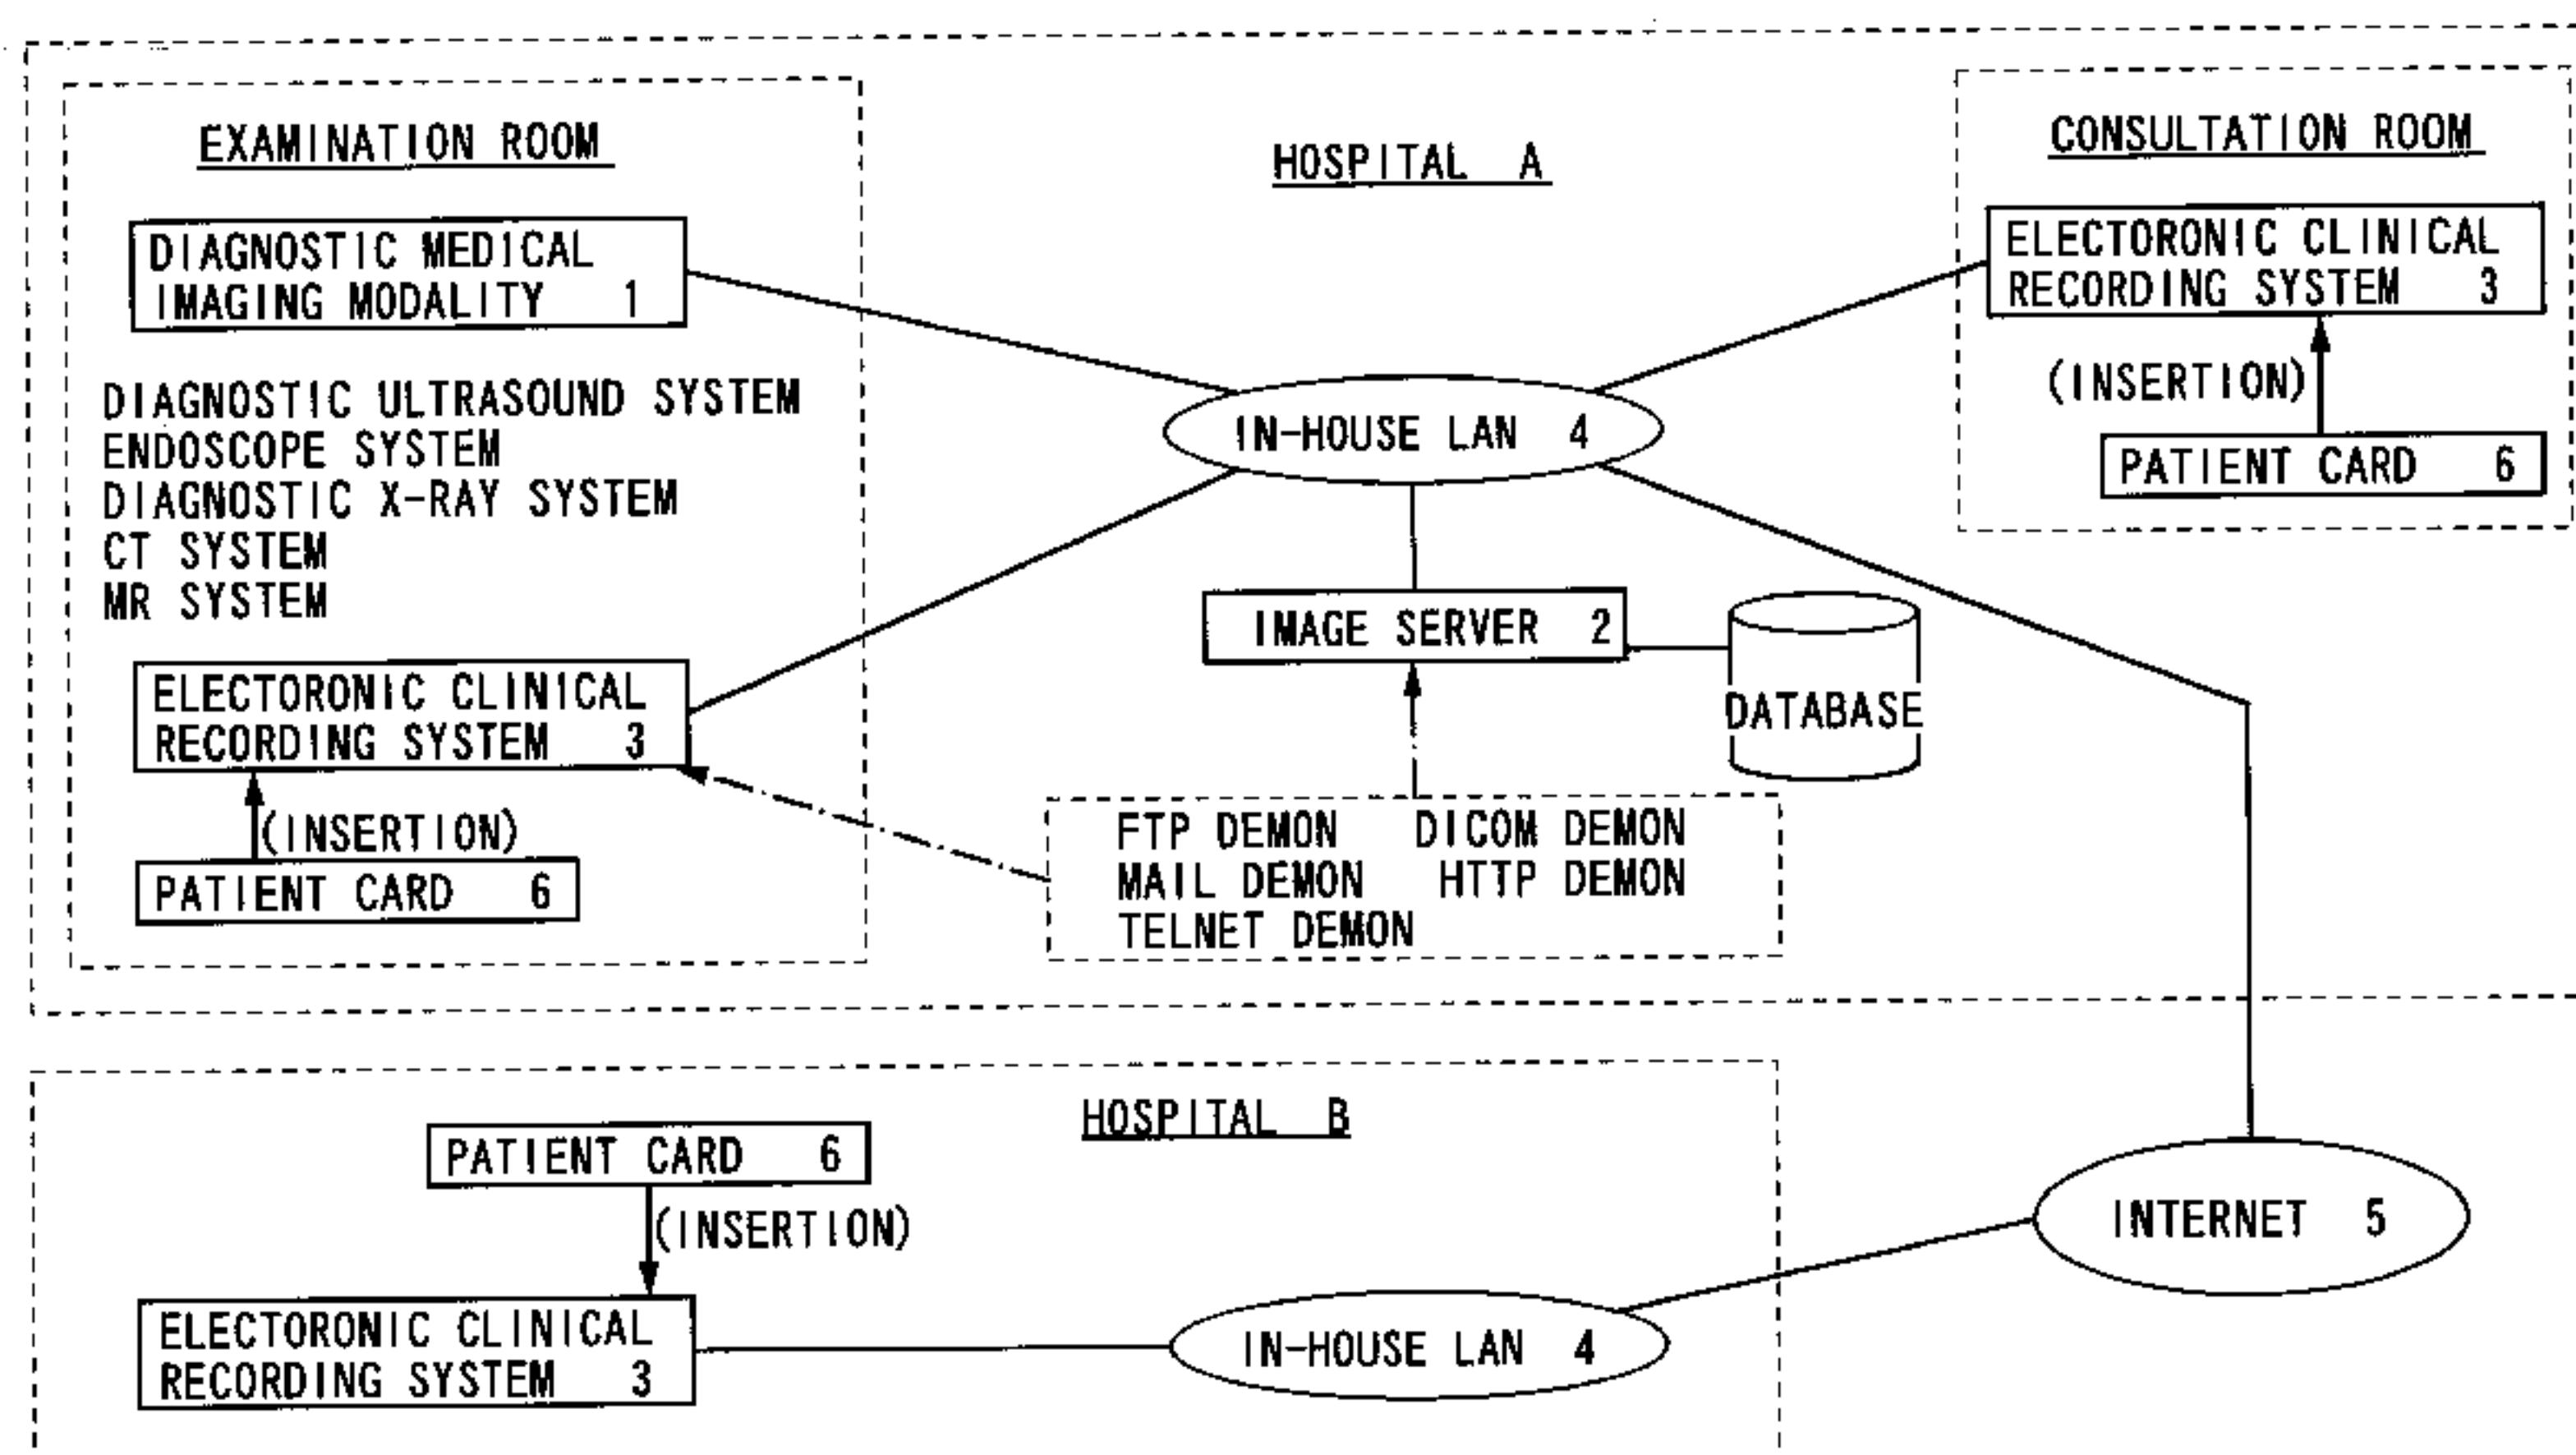 EXAMINATION ROOM
DIAGNOSTIC MEDICAL
IMAGING MODALITY 1
DIAGNOSTIC ULTRASOUND SYSTEM
ENDOSCOPE SYSTEM
DIAGNOSTIC X-RAY SYSTEM
CT SYSTEM
MR SYSTEM
ELECTORONIC CLINICAL
RECORDING SYSTEM 3
(INSERTION)
PATIENT CARD 6
HOSPITAL A
IN-HOUSE LAN 4
IMAGE SERVER 2
DATABASE
FTP DEMON DICOM DEMON
MAIL DEMON HTTP DEMON
TELNET DEMON
CONSULTATION ROOM
ELECTORONIC CLINICAL
RECORDING SYSTEM 3
(INSERTION)
PATIENT CARD 6
HOSPITAL B
PATIENT CARD 6
(INSERTION)
ELECTORONIC CLINICAL
RECORDING SYSTEM 3
IN-HOUSE LAN 4
INTERNET 5